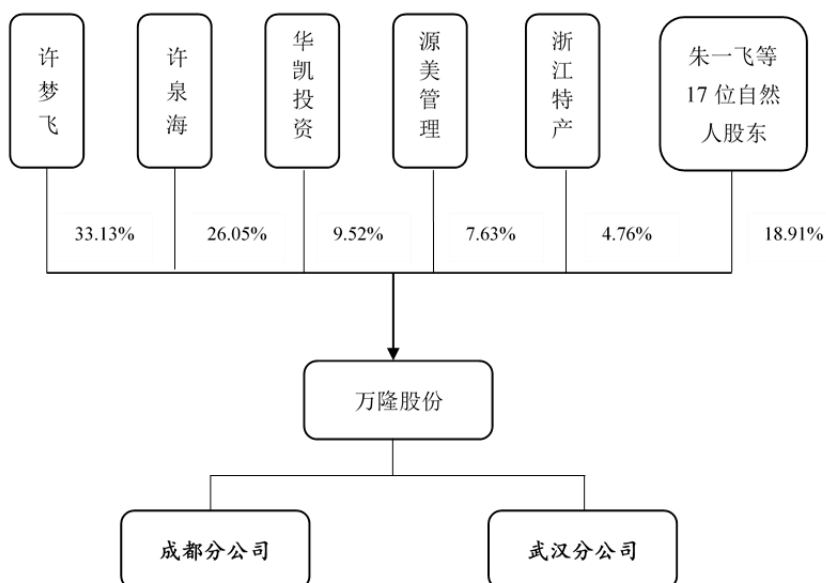 许梦飞
许泉海
华凯投资
源美管理
浙江特产
朱一飞等
17 位自然
人股东
33.13%
26.05%
9.52%
7.63%
4.76%
18.91%
万隆股份
成都分公司
武汉分公司